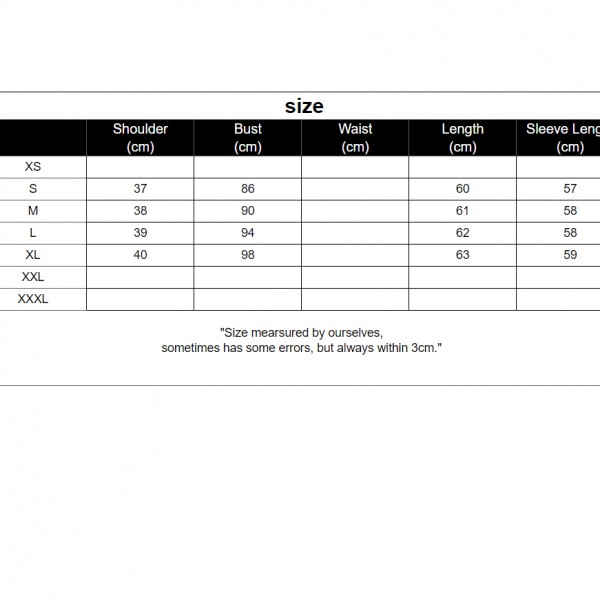 size
Shoulder Bust Waist Length Sleeve Leng
(cm) (cm) (cm) (cm) (cm)
XS
S 37 86 60 57
M 38 90 61 58
L 39 94 62 58
XL 40 98 63 59
XXL
XXXL
"Size mearsured by ourselves,
sometimes has some errors, but always within 3cm."